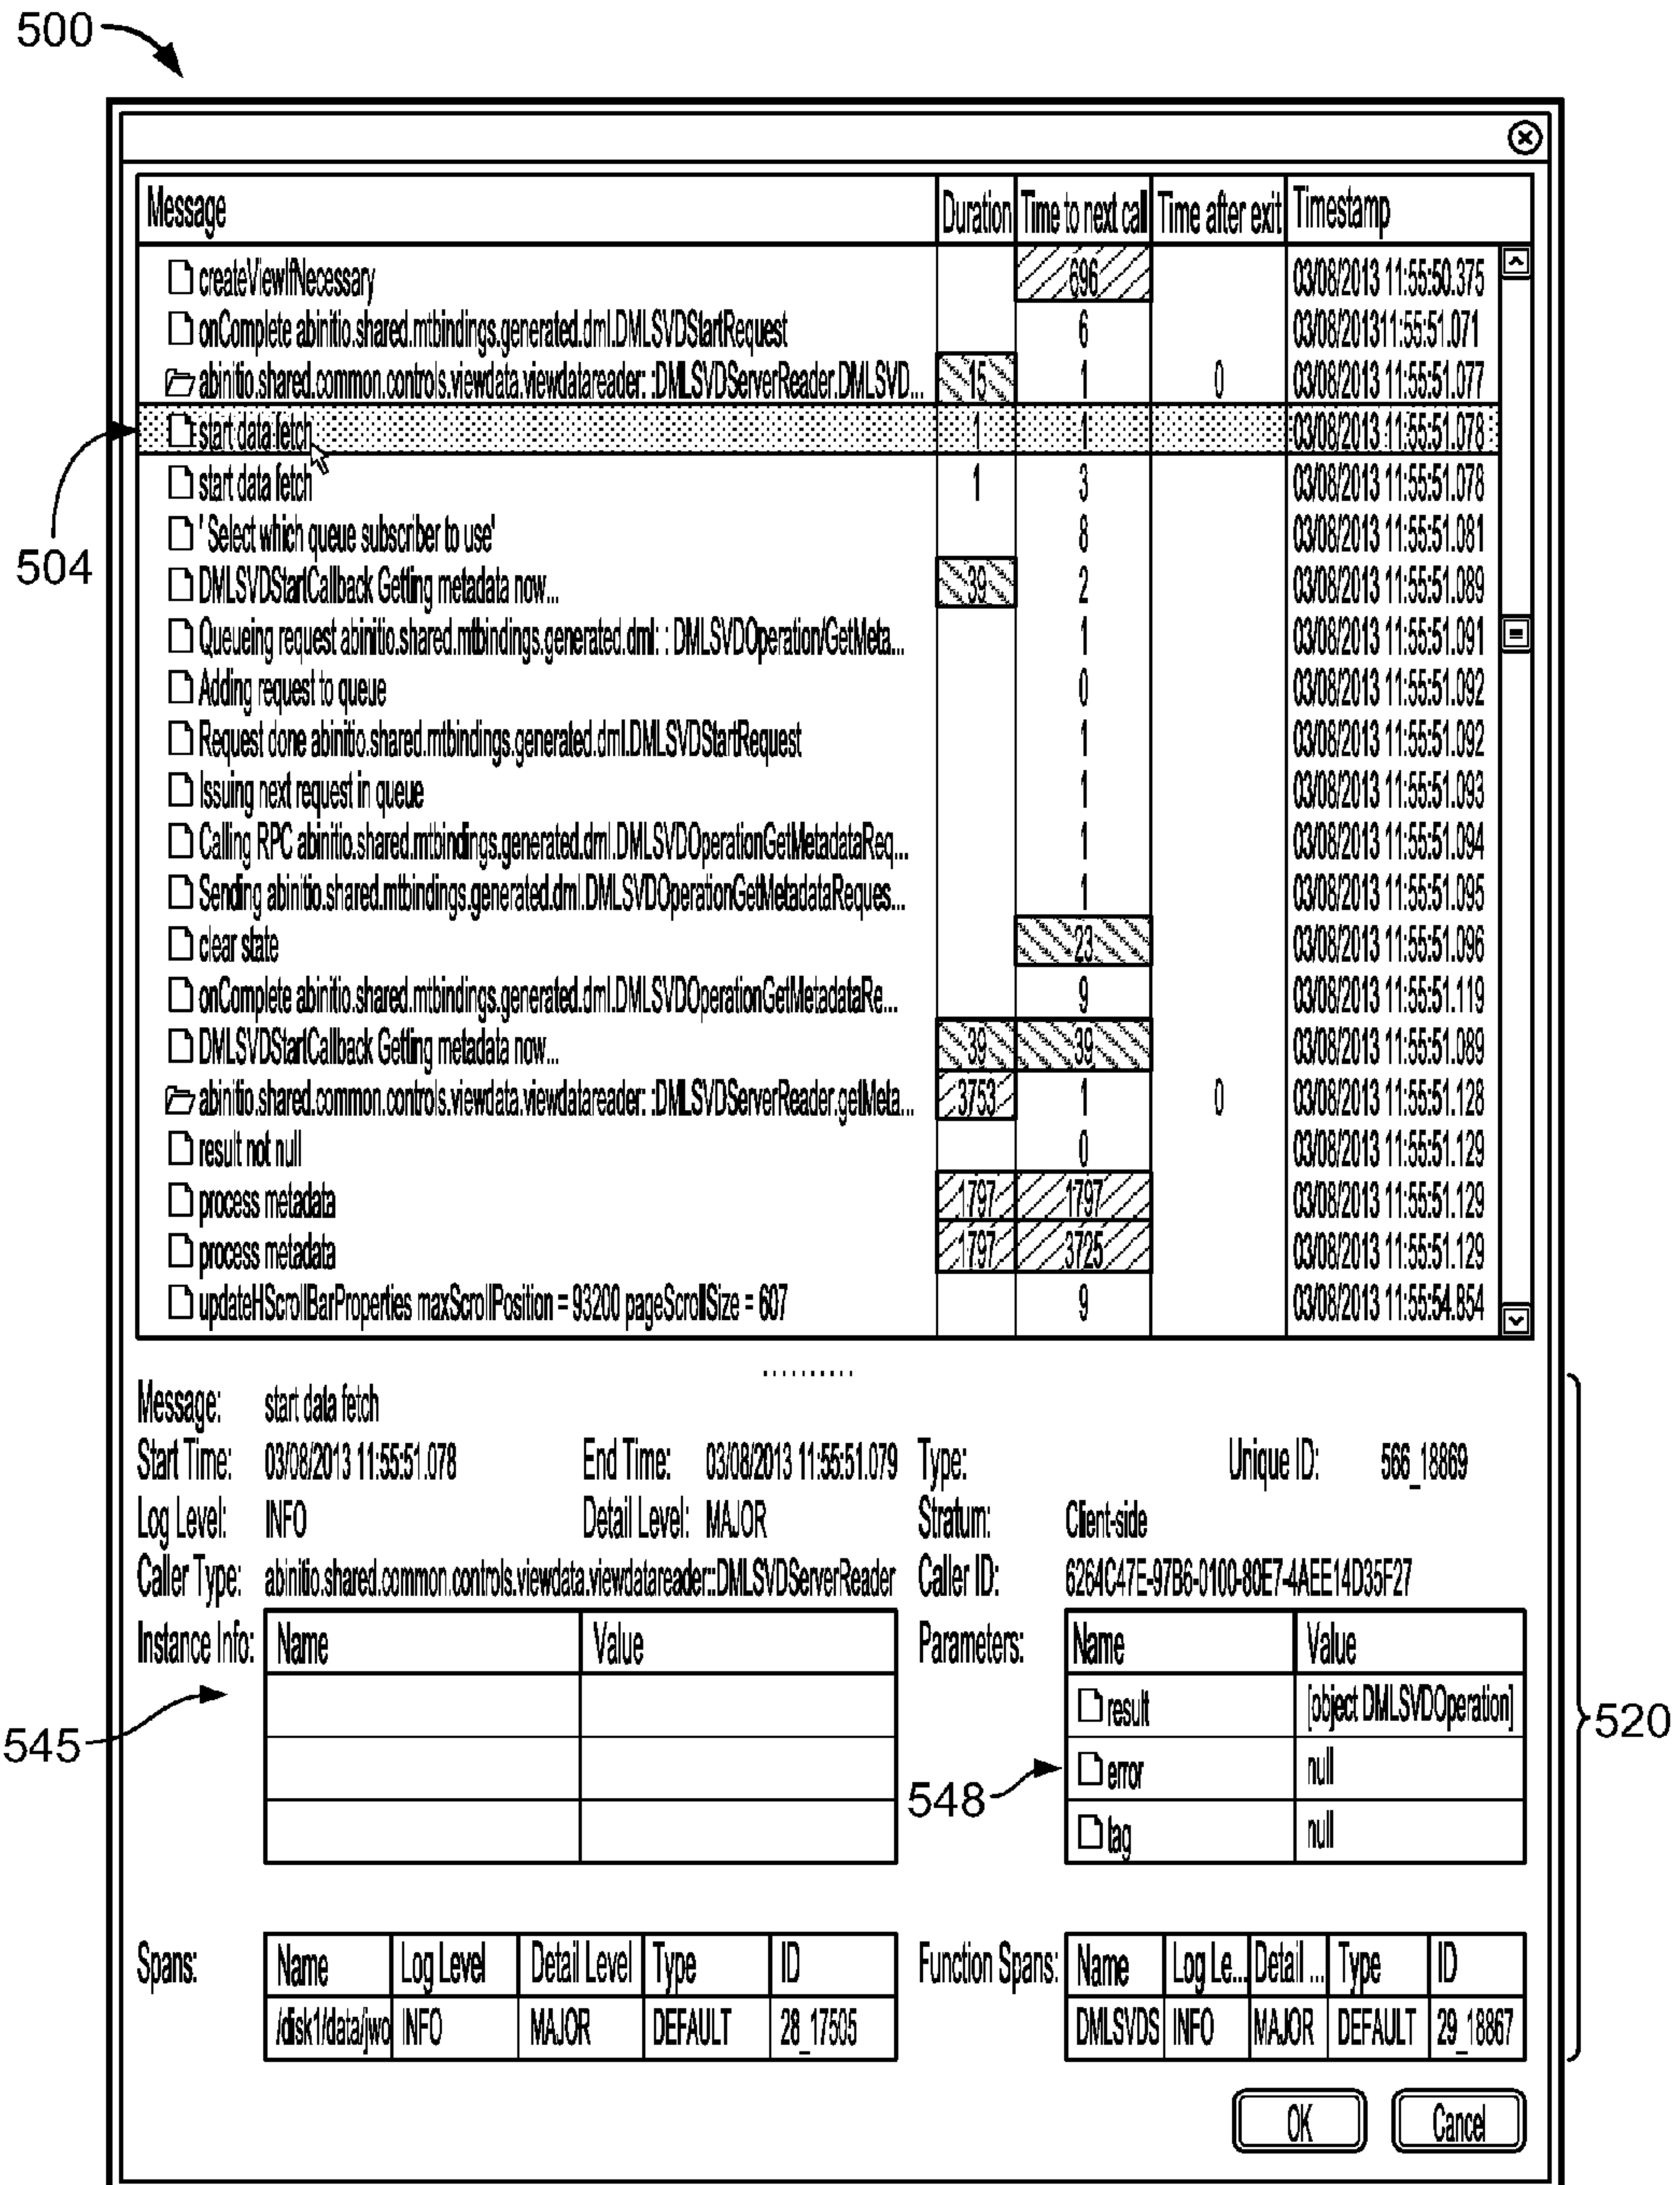 500
Message Duration Time to next call Time after exit Timestamp
createViewIfNecessary 696 03/08/2013 11:55:50.375
onComplete abinitio.shared.mtbindings.generated.dml.DMLSVDStartRequest 6 03/08/201311:55:51.071
abinitio.shared.common.controls.viewdata.viewdatareader: :DMLSVDServerReader.DMLSVD... 15 1 0 03/08/2013 11:55:51.077
start data fetch 1 1 03/08/2013 11:55:51.078
start data fetch 1 3 03/08/2013 11:55:51.078
504
' Select which queue subscriber to use' 8 03/08/2013 11:55:51.081
DMLSVDStartCallback Getting metadata now... 39 2 03/08/2013 11:55:51.089
Queueing request abinitio.shared.mtbindings.generated.dml: : DMLSVDOperation/GetMeta... 1 03/08/2013 11:55:51.091
Adding request to queue 0 03/08/2013 11:55:51.092
Request done abinitio.shared.mtbindings.generated.dml.DMLSVDStartRequest 1 03/08/2013 11:55:51.092
Issuing next request in queue 1 03/08/2013 11:55:51.093
Calling RPC abinitio.shared.mtbindings.generated.dml.DMLSVDOperationGetMetadataReq... 1 03/08/2013 11:55:51.094
Sending abinitio.shared.mtbindings.generated.dml.DMLSVDOperationGetMetadataReques... 1 03/08/2013 11:55:51.095
clear state 23 03/08/2013 11:55:51.096
onComplete abinitio.shared.mtbindings.generated.dml.DMLSVDOperationGetMetadataRe... 9 03/08/2013 11:55:51.119
DMLSVDStartCallback Getting metadata now... 39 39 03/08/2013 11:55:51.089
abinitio.shared.common.controls.viewdata.viewdatareader: :DMLSVDServerReader.getMeta... 3753 1 0 03/08/2013 11:55:51.128
result not null 0 03/08/2013 11:55:51.129
process metadata 1797 1797 03/08/2013 11:55:51.129
process metadata 1797 3725 03/08/2013 11:55:51.129
updateHScrollBarProperties maxScrollPosition = 93200 pageScrollSize = 607 9 03/08/2013 11:55:54.854
Message: start data fetch
Start Time: 03/08/2013 11:55:51.078 End Time: 03/08/2013 11:55:51.079 Type: Unique ID: 566_18869
Log Level: INFO Detail Level: MAJOR Stratum: Client-side
Caller Type: abinitio.shared.common.controls.viewdata.viewdatareader::DMLSVDServerReader Caller ID: 6264C47E-97B6-0100-80E7-4AEE14D35F27
Instance Info: Name Value Parameters: Name Value
result [object DMLSVDOperation]
545 520
error null
548
tag null
Spans: Name Log Level Detail Level Type ID Function Spans: Name Log Le... Detail ... Type ID
/disk1/data/jwo INFO MAJOR DEFAULT 28_17505 DMLSVDS INFO MAJOR DEFAULT 29_18867
OK Cancel